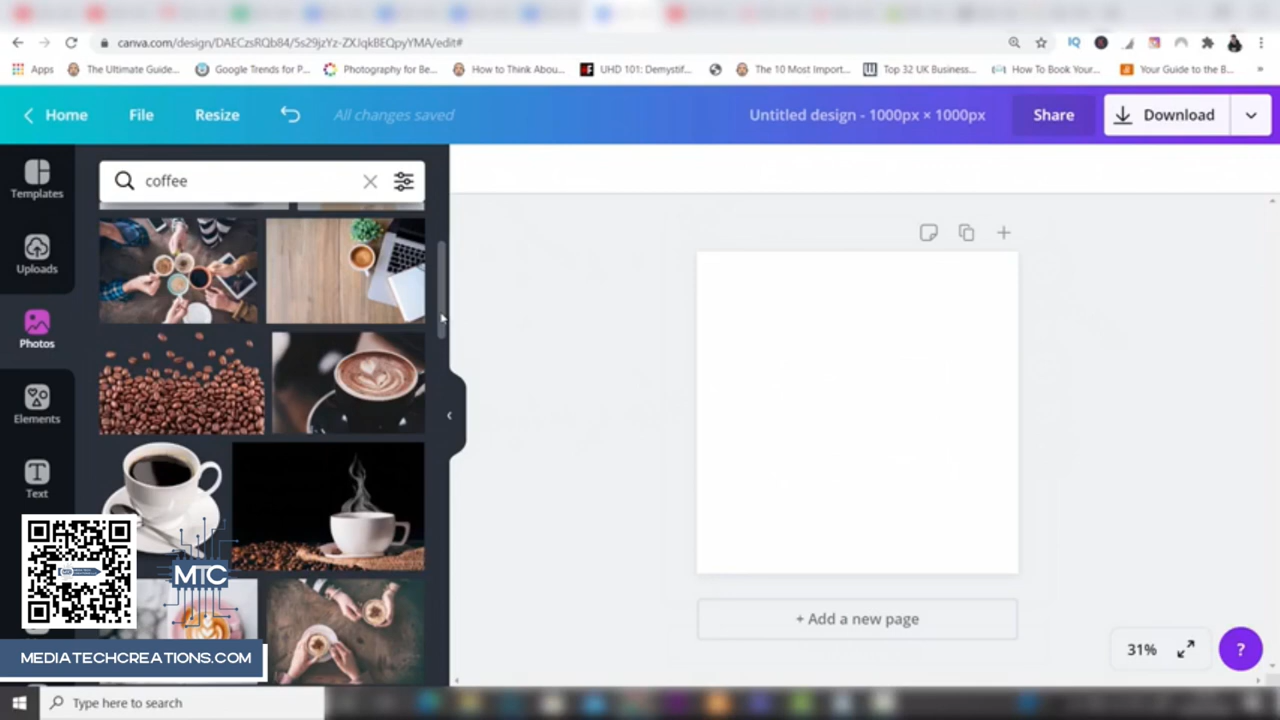 canva.com/design/DAECzsRQb84/5s29jzYz-ZXJqkBEQpyYMA/edit#
Apps
The Ultimate Guide...
Google Trends for P...
Photography for Be...
How to Think Abou...
UHD 101: Demystif...
The 10 Most Import...
Top 32 UK Business...
How To Book Your...
Your Guide to the B...
Home
File
Resize
All changes saved
Untitled design - 1000px × 1000px
Share
Download
Templates
coffee
Uploads
Photos
Elements
Text
MTC
MEDIATECHCREATIONS.COM
+ Add a new page
31%
?
Type here to search